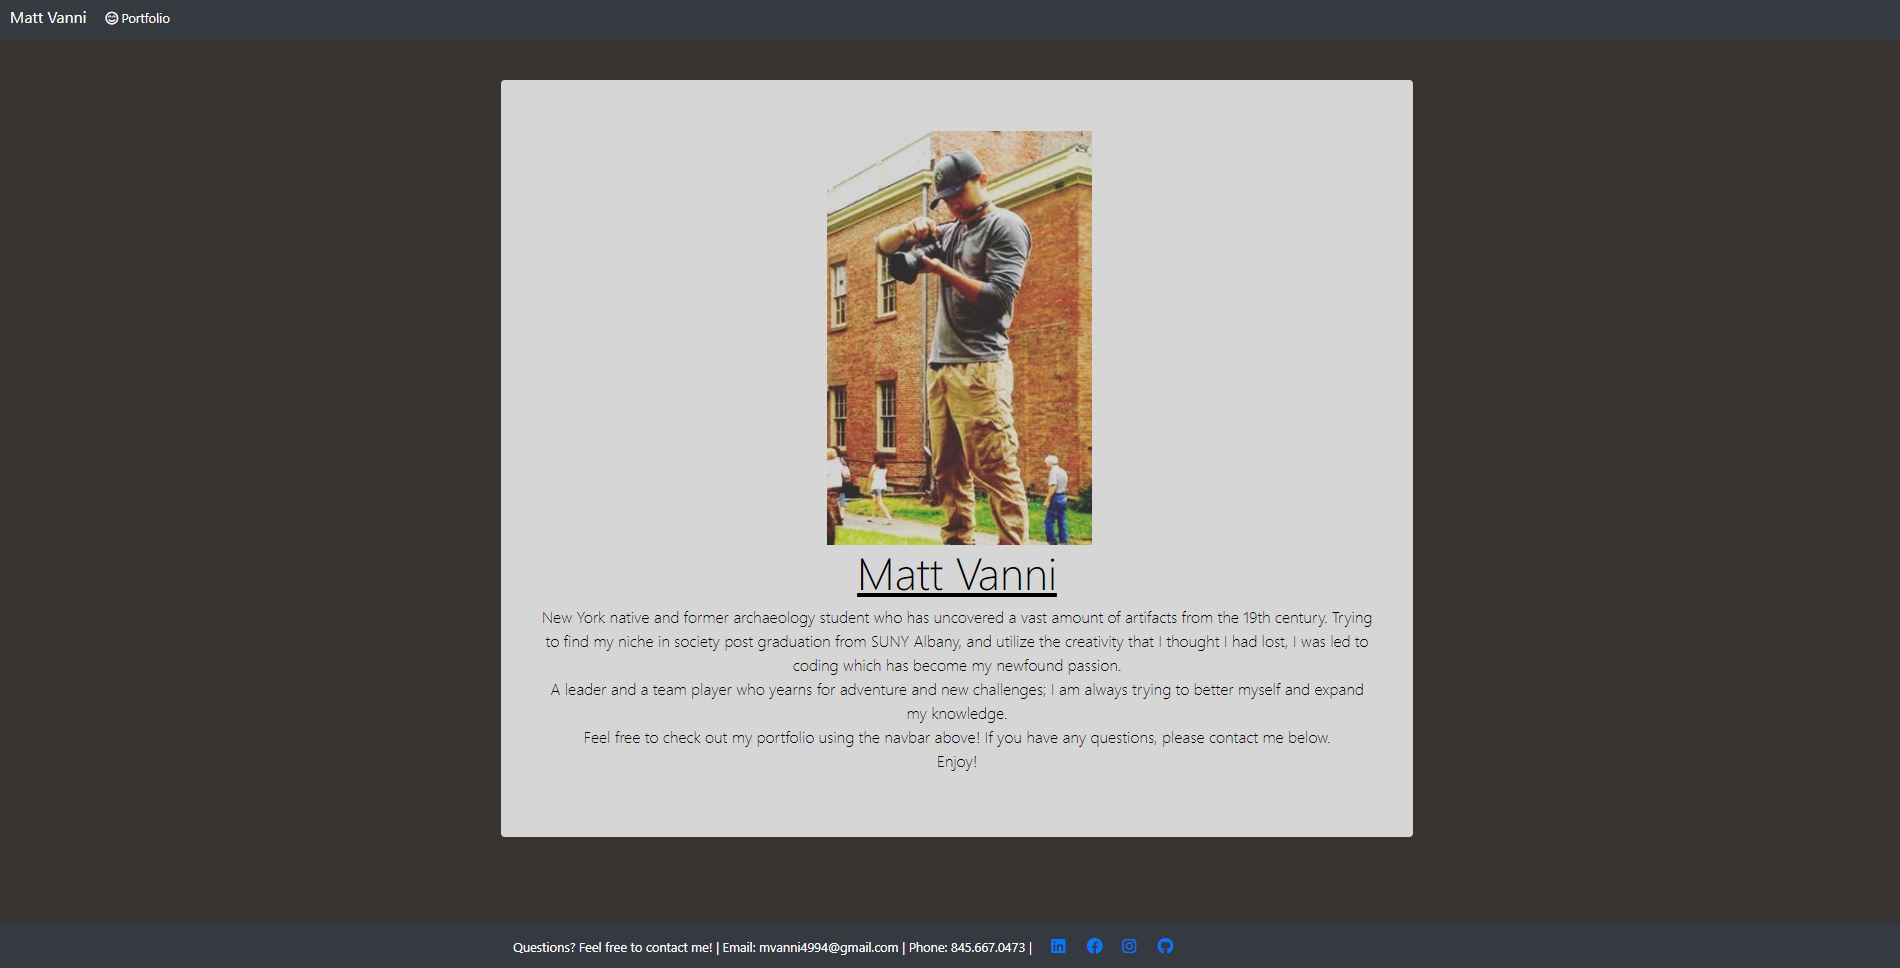 Matt Vanni Portfolio
Matt Vanni
New York native and former archaeology student who has uncovered a vast amount of artifacts from the 19th century. Trying
to find my niche in society post graduation from SUNY Albany, and utilize the creativity that I thought I had lost, I was led to
coding which has become my newfound passion.
A leader and a team player who yearns for adventure and new challenges; I am always trying to better myself and expand
my knowledge.
Feel free to check out my portfolio using the navbar above! If you have any questions, please contact me below.
Enjoy!
Questions? Feel free to contact me! | Email: mvanni4994@gmail.com | Phone: 845.667.0473 |